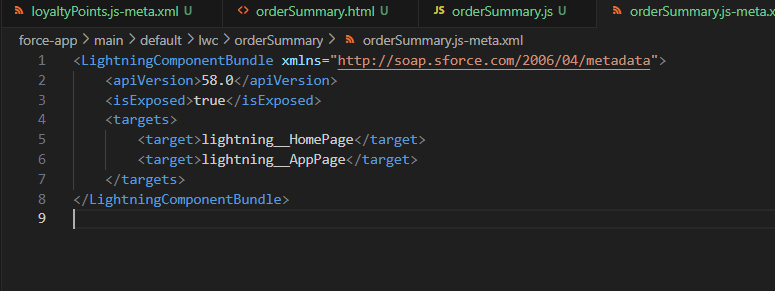 loyaltyPoints.js-meta.xml U
orderSummary.html U
JS orderSummary.js U
orderSummary.js-meta.x
force-app > main > default > lwc > orderSummary > orderSummary.js-meta.xml
1 <LightningComponentBundle xmlns="http://soap.sforce.com/2006/04/metadata">
2 <apiVersion>58.0</apiVersion>
3 <isExposed>true</isExposed>
4 <targets>
5 <target>lightning__HomePage</target>
6 <target>lightning__AppPage</target>
7 </targets>
8 </LightningComponentBundle>
9